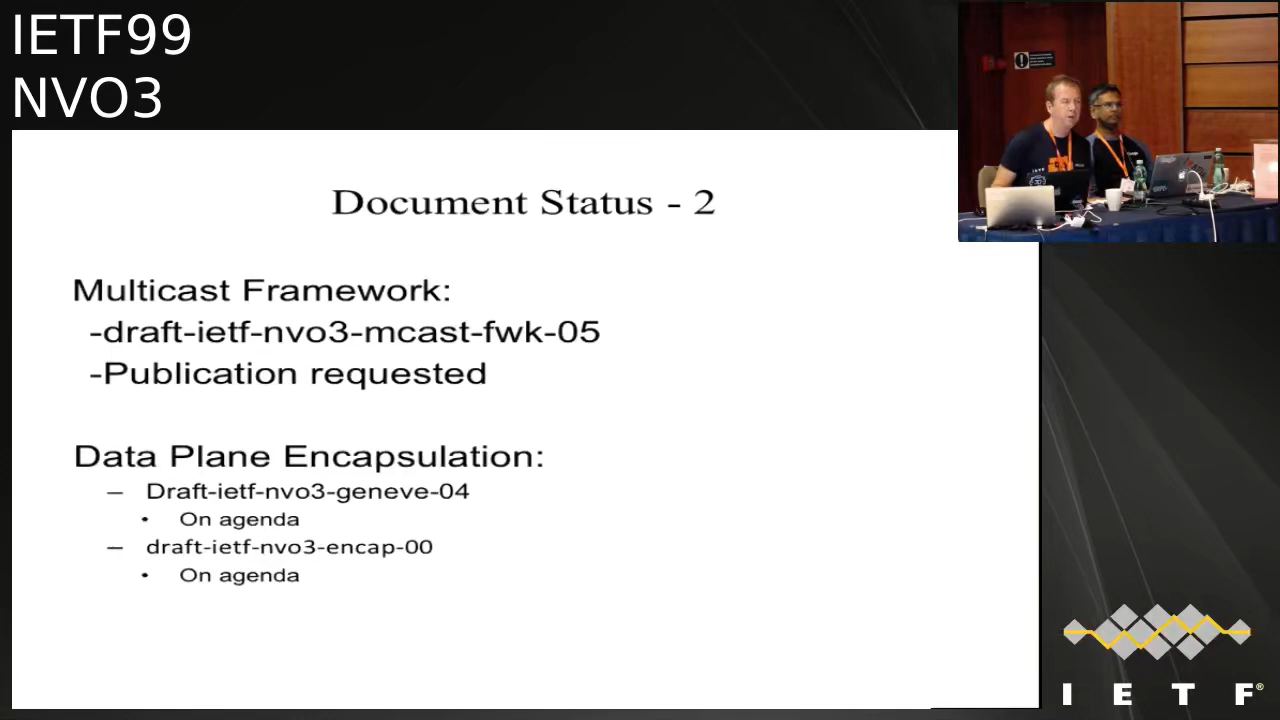 IETF99
NVO3
Document Status - 2
Multicast Framework:
-draft-ietf-nvo3-mcast-fwk-05
-Publication requested
Data Plane Encapsulation:
– Draft-ietf-nvo3-geneve-04
• On agenda
– draft-ietf-nvo3-encap-00
• On agenda
I E T F®